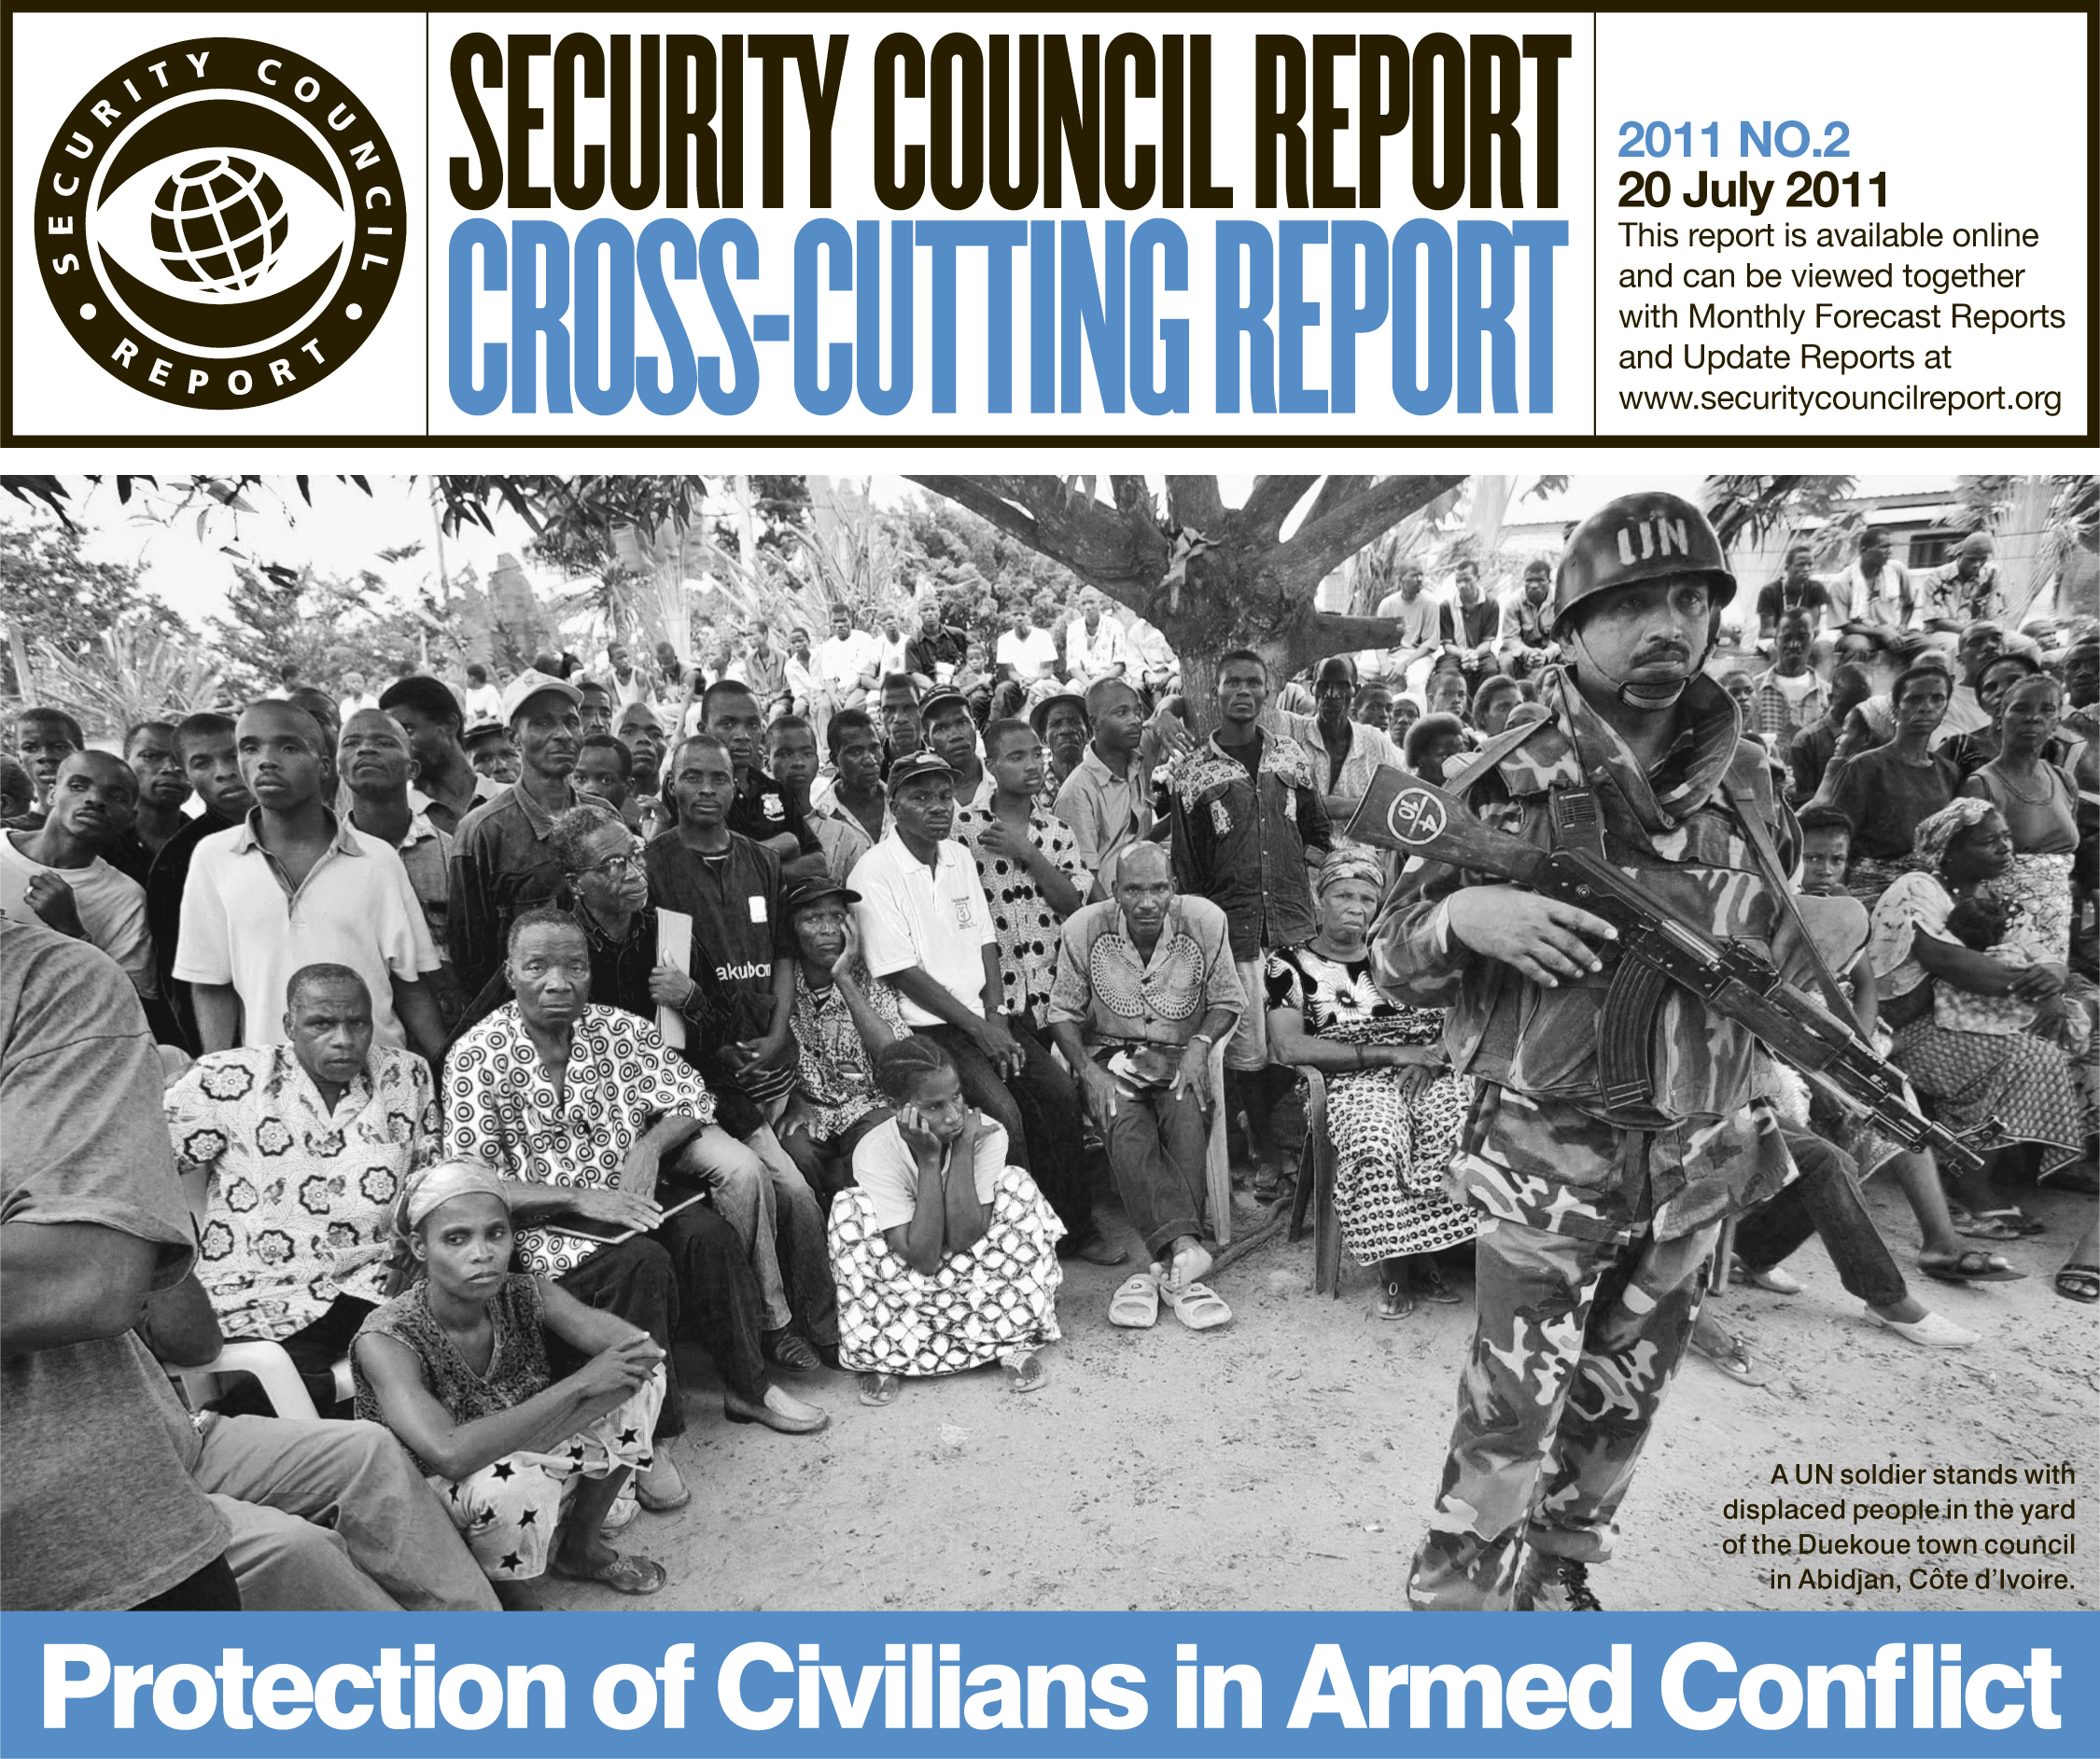 SECURITY COUNCIL
REPORT
SECURITY COUNCIL REPORT
CROSS-CUTTING REPORT
2011 NO.2
20 July 2011
This report is available online
and can be viewed together
with Monthly Forecast Reports
and Update Reports at
www.securitycouncilreport.org
UN
10
4
akubor
A UN soldier stands with
displaced people in the yard
of the Duekoue town council
in Abidjan, Côte d'Ivoire.
Protection of Civilians in Armed Conflict